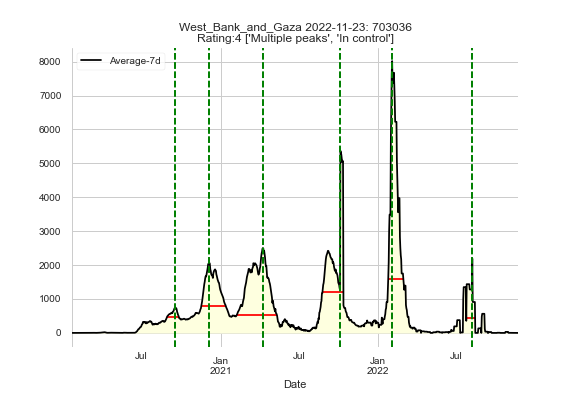 West_Bank_and_Gaza 2022-11-23: 703036
Rating:4 ['Multiple peaks', 'In control']
Average-7d
8000
7000
6000
5000
4000
3000
2000
1000
0
Jul
Jan
2021
Jul
Jan
2022
Jul
Date